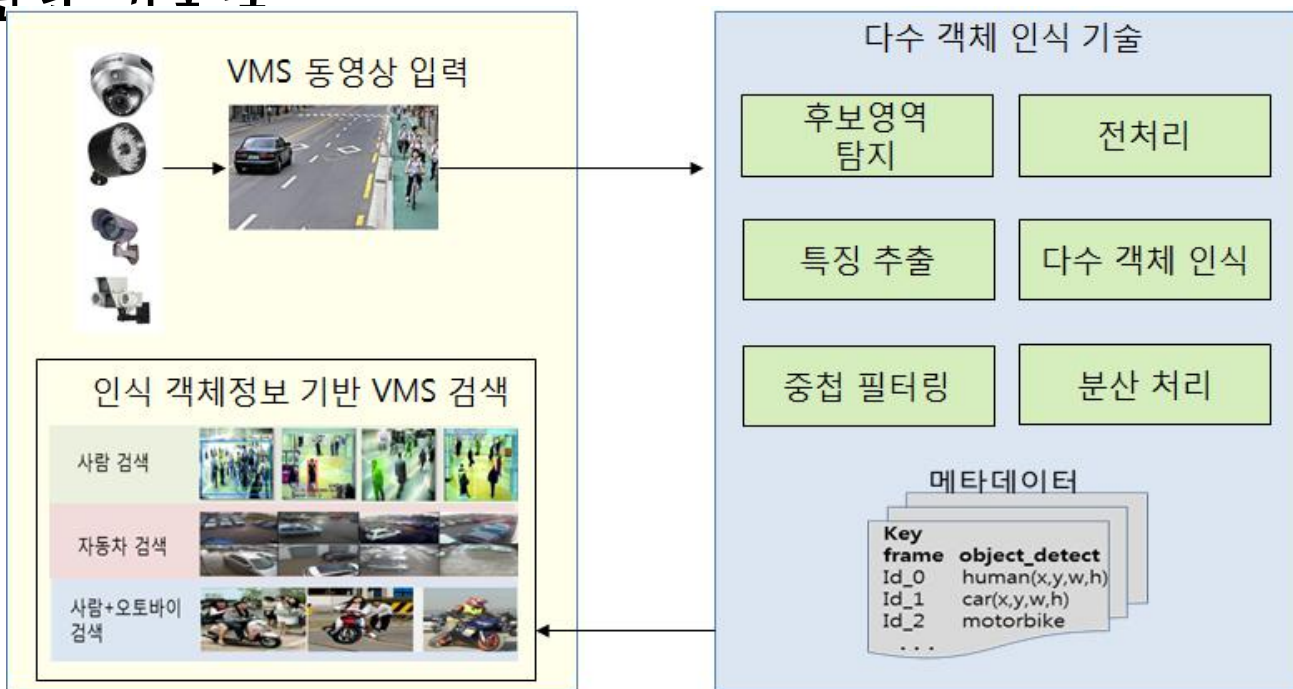 VMS 동영상 입력
인식 객체정보 기반 VMS 검색
사람 검색
자동차 검색
사람+오토바이
검색
다수 객체 인식 기술
후보영역
탐지
전처리
특징 추출
다수 객체 인식
중첩 필터링
분산 처리
메타데이터
Key
frame object_detect
Id_0 human(x,y,w,h)
Id_1 car(x,y,w,h)
Id_2 motorbike
. . .